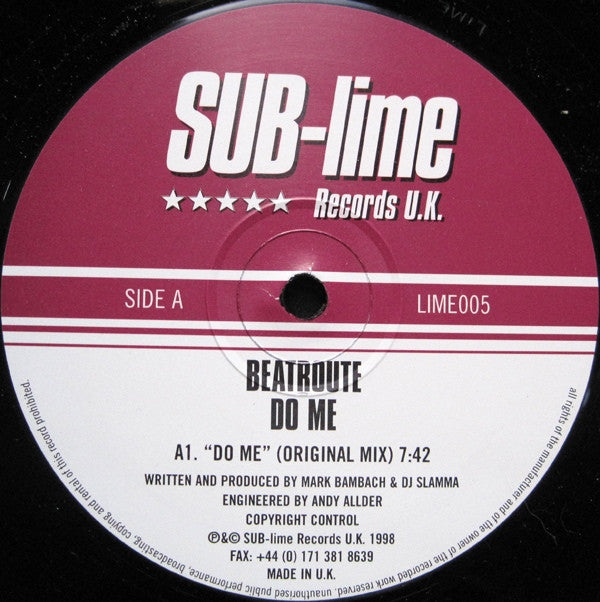 SUB-lime
★★★★★ Records U.K.
SIDE A
LIME005
BEATROUTE
DO ME
A1. “DO ME” (ORIGINAL MIX) 7:42
WRITTEN AND PRODUCED BY MARK BAMBACH & DJ SLAMMA
ENGINEERED BY ANDY ALLDER
COPYRIGHT CONTROL
℗&© SUB-lime Records U.K. 1998
FAX: +44 (0) 171 381 8639
MADE IN U.K.
all rights of the manufacturer and of the owner of the recorded work reserved. unauthorised public performance, broadcasting, copying and rental of this record prohibited.